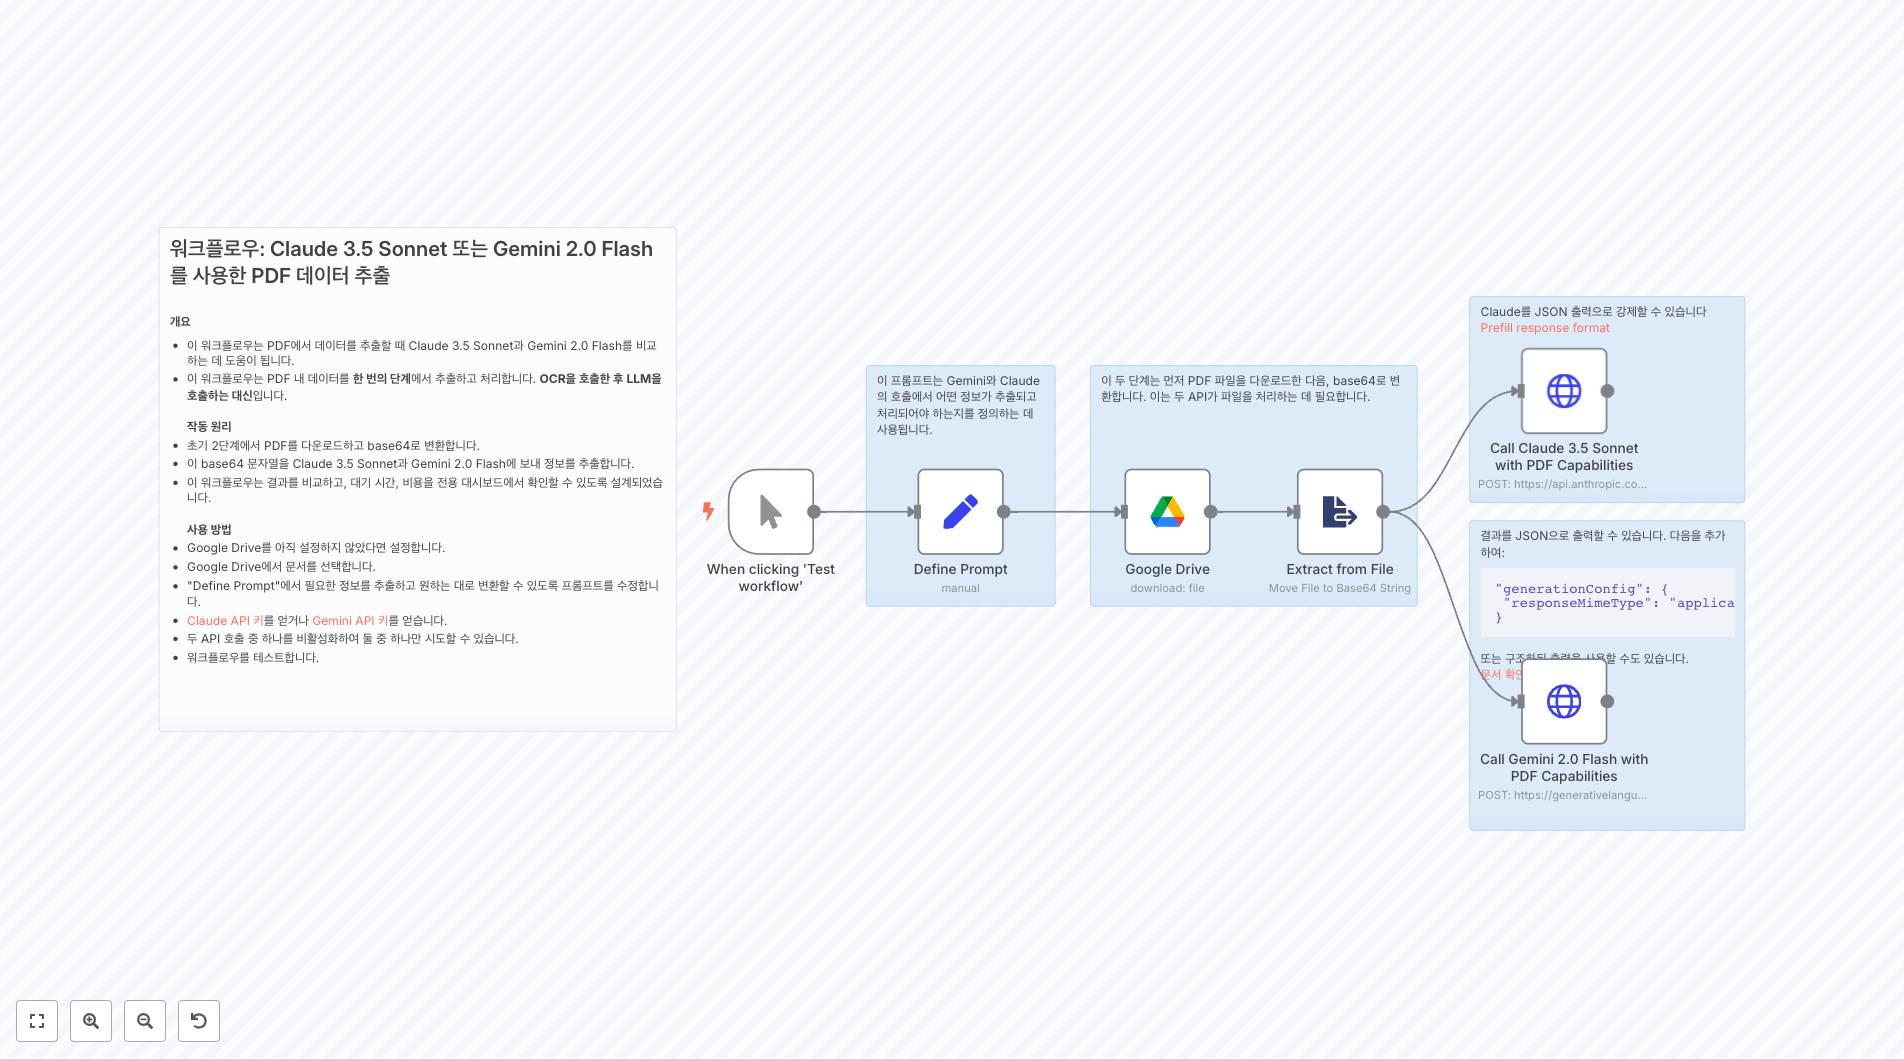 워크플로우: Claude 3.5 Sonnet 또는 Gemini 2.0 Flash
를 사용한 PDF 데이터 추출
개요
이 워크플로우는 PDF에서 데이터를 추출할 때 Claude 3.5 Sonnet과 Gemini 2.0 Flash를 비교
하는 데 도움이 됩니다.
이 워크플로우는 PDF 내 데이터를 한 번의 단계에서 추출하고 처리합니다. OCR을 호출한 후 LLM을
호출하는 대신입니다.
작동 원리
초기 2단계에서 PDF를 다운로드하고 base64로 변환합니다.
이 base64 문자열을 Claude 3.5 Sonnet과 Gemini 2.0 Flash에 보내 정보를 추출합니다.
이 워크플로우는 결과를 비교하고, 대기 시간, 비용을 전용 대시보드에서 확인할 수 있도록 설계되었습
니다.
사용 방법
Google Drive를 아직 설정하지 않았다면 설정합니다.
Google Drive에서 문서를 선택합니다.
"Define Prompt"에서 필요한 정보를 추출하고 원하는 대로 변환할 수 있도록 프롬프트를 수정합니
다.
Claude API 키를 얻거나 Gemini API 키를 얻습니다.
두 API 호출 중 하나를 비활성화하여 둘 중 하나만 시도할 수 있습니다.
워크플로우를 테스트합니다.
When clicking 'Test
workflow'
이 프롬프트는 Gemini와 Claude
의 호출에서 어떤 정보가 추출되고
처리되어야 하는지를 정의하는 데
사용됩니다.
Define Prompt
manual
이 두 단계는 먼저 PDF 파일을 다운로드한 다음, base64로 변
환합니다. 이는 두 API가 파일을 처리하는 데 필요합니다.
Google Drive
download: file
Extract from File
Move File to Base64 String
Claude를 JSON 출력으로 강제할 수 있습니다
Prefill response format
Call Claude 3.5 Sonnet
with PDF Capabilities
POST: https://api.anthropic.co...
결과를 JSON으로 출력할 수 있습니다. 다음을 추가
하여:
"generationConfig": {
"responseMimeType": "applica
}
또는 구조화된 출력을 사용할 수도 있습니다.
문서 확인
Call Gemini 2.0 Flash with
PDF Capabilities
POST: https://generativelangu...